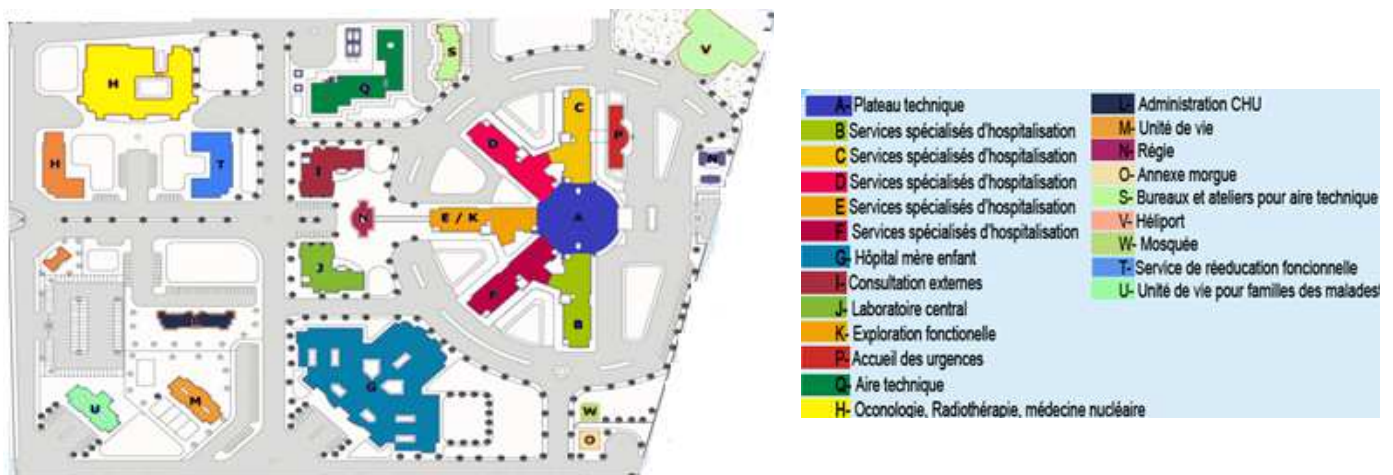 H
Q
S
V
C
D
P
H
T
I
N
N
E / K
A
J
F
B
G
U
M
W
O
A- Plateau technique
B Services spécialisés d'hospitalisation
C Services spécialisés d'hospitalisation
D Services spécialisés d'hospitalisation
E Services spécialisés d'hospitalisation
F Services spécialisés d'hospitalisation
G- Hôpital mère enfant
I- Consultation externes
J- Laboratoire central
K- Exploration fonctionelle
P- Accueil des urgences
Q- Aire technique
H- Oconologie, Radiothérapie, médecine nucléaire
L- Administration CHU
M- Unité de vie
N- Régie
O- Annexe morgue
S- Bureaux et ateliers pour aire technique
V- Héliport
W- Mosquée
T- Service de réeducation foncionnelle
U- Unité de vie pour familles des malades